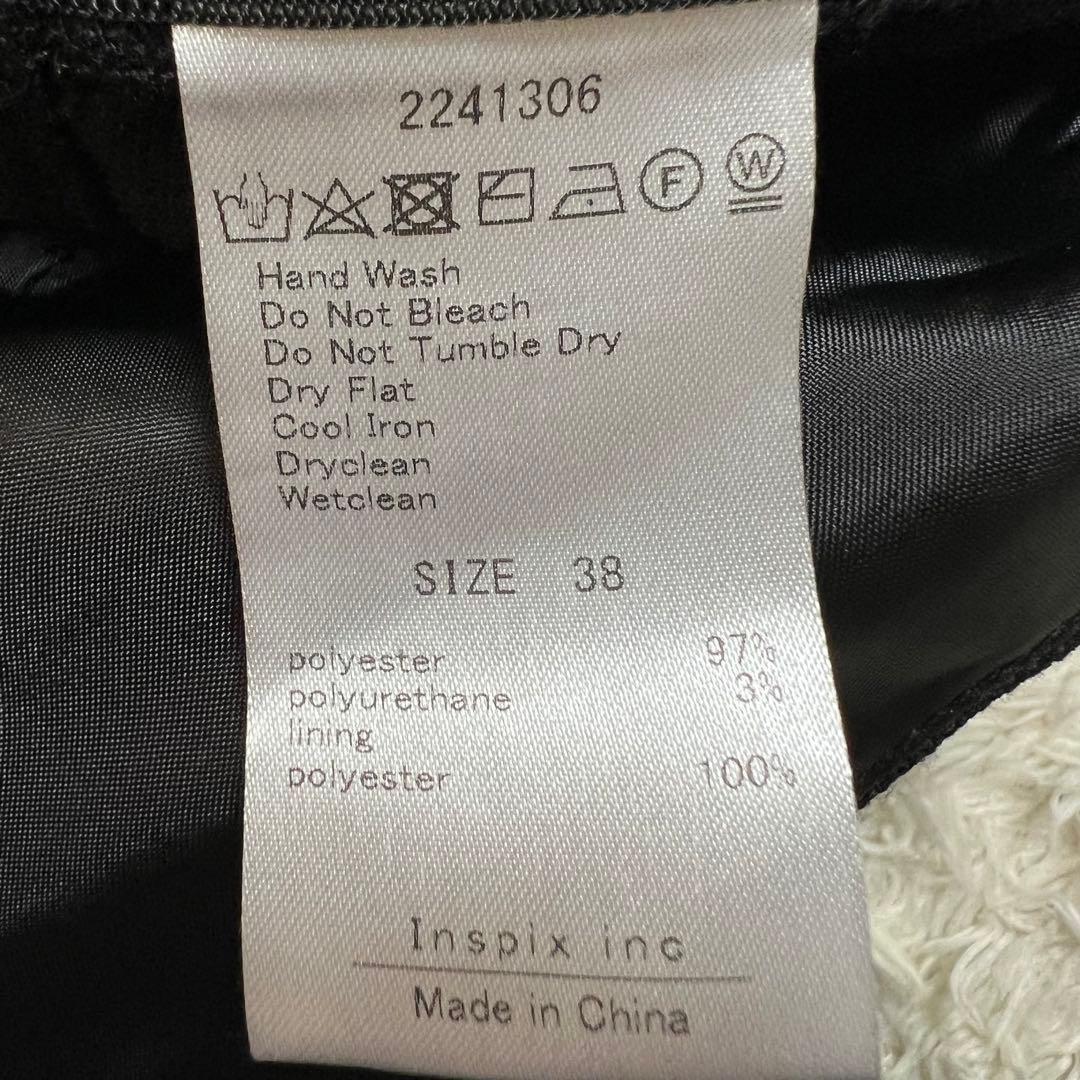 2241306
F W
Hand Wash
Do Not Bleach
Do Not Tumble Dry
Dry Flat
Cool Iron
Dryclean
Wetclean
SIZE 38
polyester 97%
polyurethane 3%
lining
polyester 100%
Inspix inc
Made in China